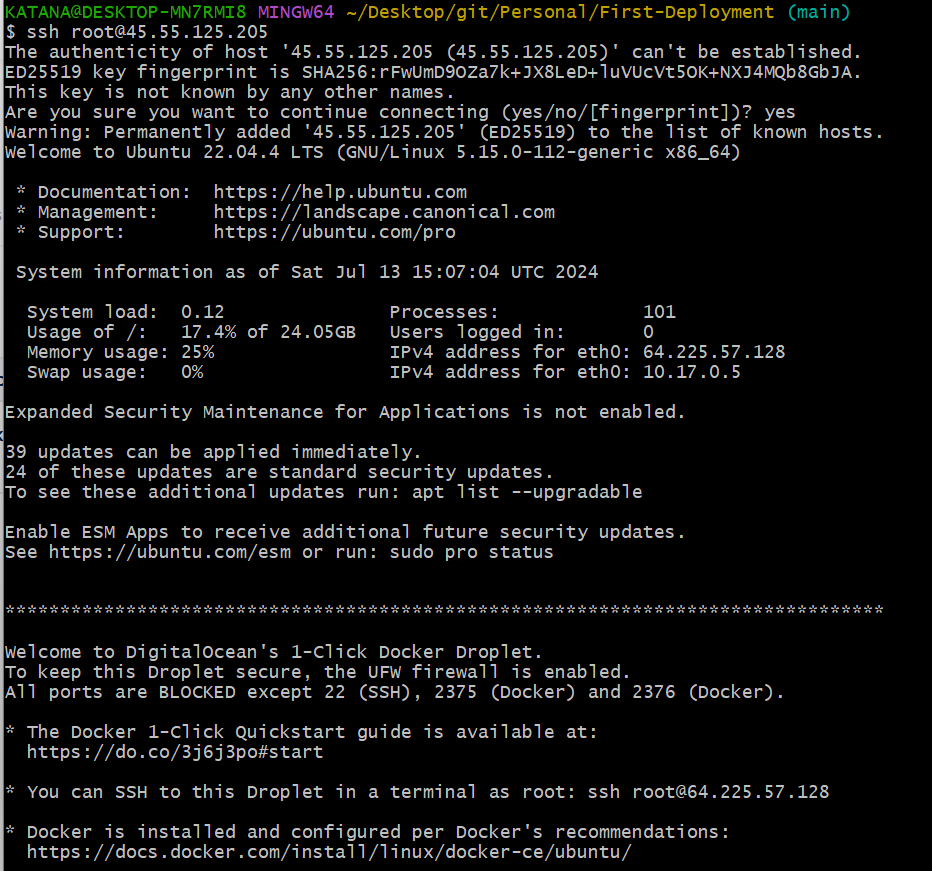 KATANA@DESKTOP-MN7RMI8 MINGW64 ~/Desktop/git/Personal/First-Deployment (main)
$ ssh root@45.55.125.205
The authenticity of host '45.55.125.205 (45.55.125.205)' can't be established.
ED25519 key fingerprint is SHA256:rFwUmD9OZa7k+JX8LeD+luVUcVt5OK+NXJ4MQb8GbJA.
This key is not known by any other names.
Are you sure you want to continue connecting (yes/no/[fingerprint])? yes
Warning: Permanently added '45.55.125.205' (ED25519) to the list of known hosts.
Welcome to Ubuntu 22.04.4 LTS (GNU/Linux 5.15.0-112-generic x86_64)
* Documentation: https://help.ubuntu.com
* Management: https://landscape.canonical.com
* Support: https://ubuntu.com/pro
System information as of Sat Jul 13 15:07:04 UTC 2024
System load: 0.12 Processes: 101
Usage of /: 17.4% of 24.05GB Users logged in: 0
Memory usage: 25% IPv4 address for eth0: 64.225.57.128
Swap usage: 0% IPv4 address for eth0: 10.17.0.5
Expanded Security Maintenance for Applications is not enabled.
39 updates can be applied immediately.
24 of these updates are standard security updates.
To see these additional updates run: apt list --upgradable
Enable ESM Apps to receive additional future security updates.
See https://ubuntu.com/esm or run: sudo pro status
********************************************************************************
Welcome to DigitalOcean's 1-Click Docker Droplet.
To keep this Droplet secure, the UFW firewall is enabled.
All ports are BLOCKED except 22 (SSH), 2375 (Docker) and 2376 (Docker).
* The Docker 1-Click Quickstart guide is available at:
https://do.co/3j6j3po#start
* You can SSH to this Droplet in a terminal as root: ssh root@64.225.57.128
* Docker is installed and configured per Docker's recommendations:
https://docs.docker.com/install/linux/docker-ce/ubuntu/